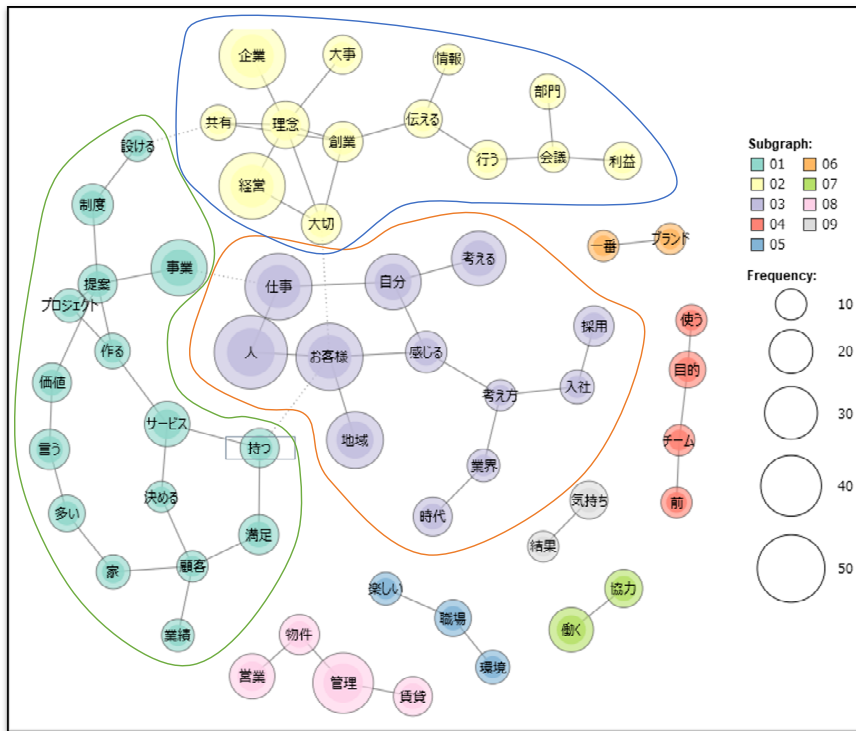 企業
大事
情報
部門
共有
理念
創業
伝える
行う
会議
利益
経営
大切
設ける
制度
提案
事業
プロジェクト
作る
価値
サービス
言う
持つ
決める
多い
満足
家
顧客
業績
仕事
自分
考える
人
お客様
感じる
採用
考え方
入社
地域
業界
時代
一番
ブランド
使う
目的
チーム
前
気持ち
結果
楽しい
職場
環境
協力
働く
物件
営業
管理
賃貸
Subgraph:
01 06
02 07
03 08
04 09
05
Frequency:
10
20
30
40
50